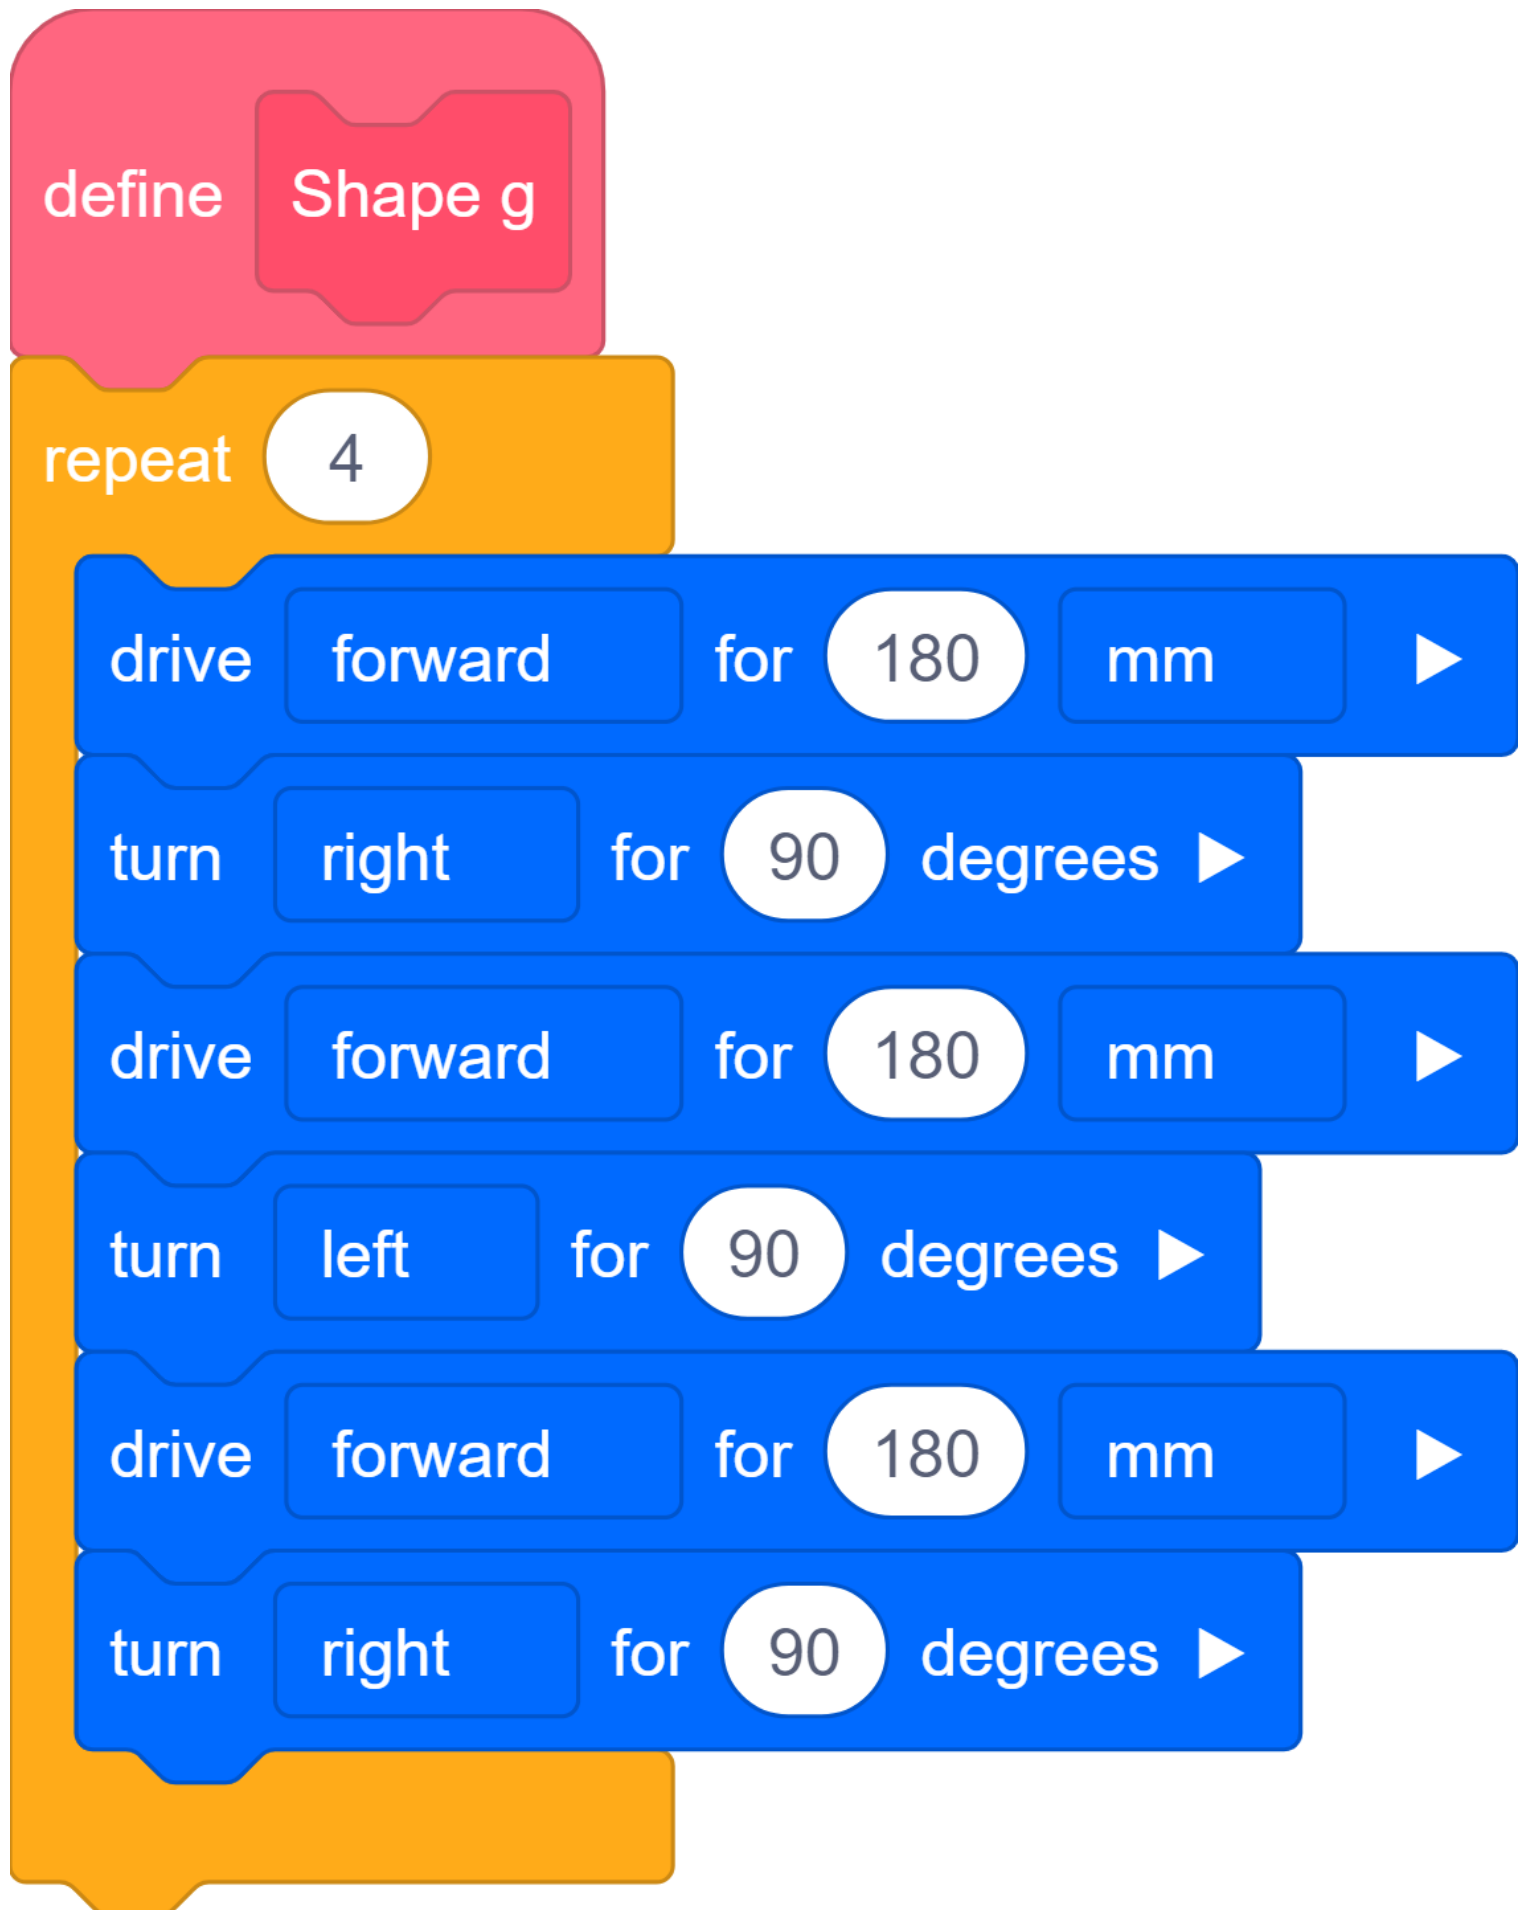 define Shape g
repeat 4
drive forward for 180 mm
turn right for 90 degrees
drive forward for 180 mm
turn left for 90 degrees
drive forward for 180 mm
turn right for 90 degrees